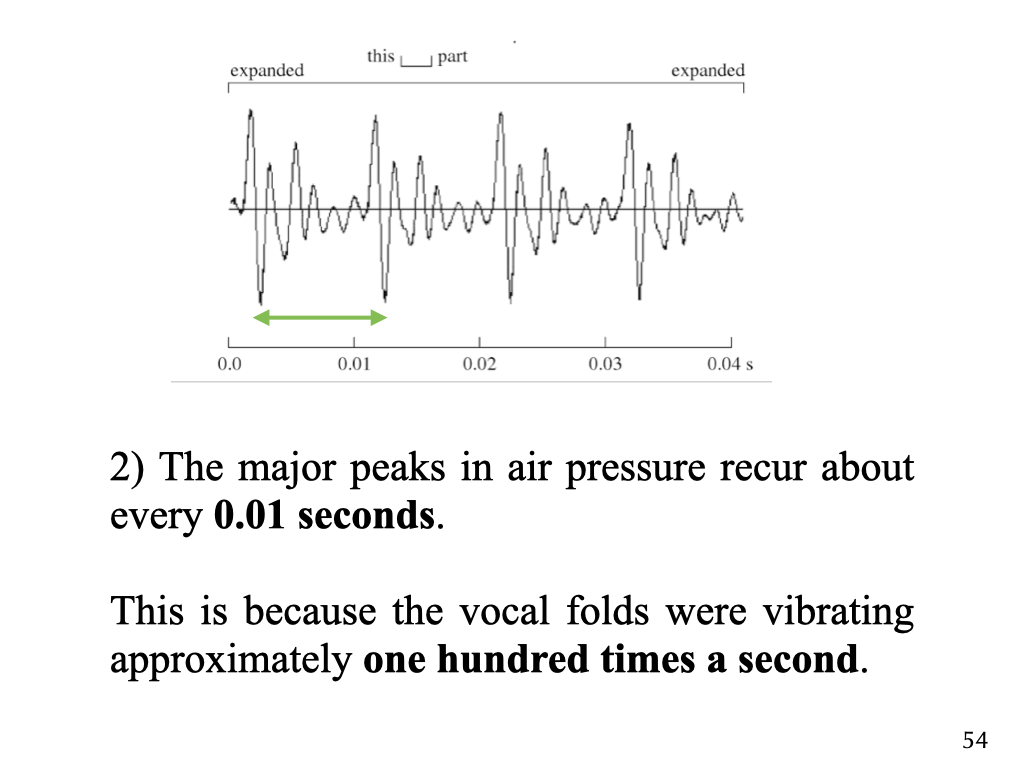 this part
expanded expanded
0.0 0.01 0.02 0.03 0.04 s
2) The major peaks in air pressure recur about
every 0.01 seconds.
This is because the vocal folds were vibrating
approximately one hundred times a second.
54